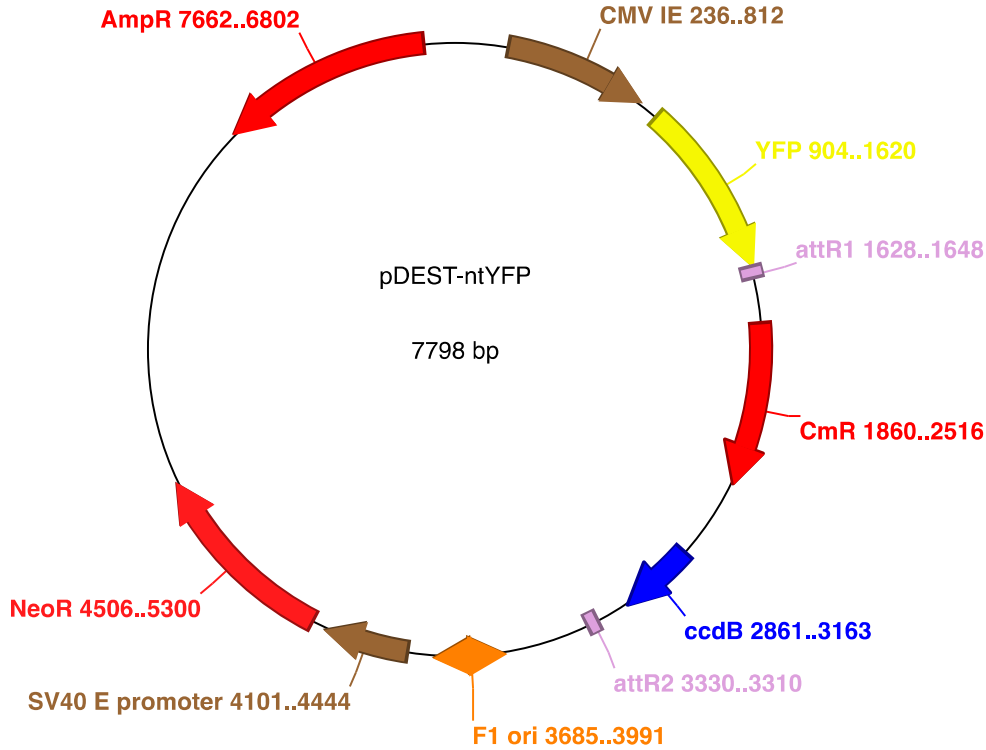 AmpR 7662..6802
CMV IE 236..812
YFP 904..1620
attR1 1628..1648
pDEST-ntYFP
7798 bp
CmR 1860..2516
NeoR 4506..5300
ccdB 2861..3163
attR2 3330..3310
SV40 E promoter 4101..4444
F1 ori 3685..3991